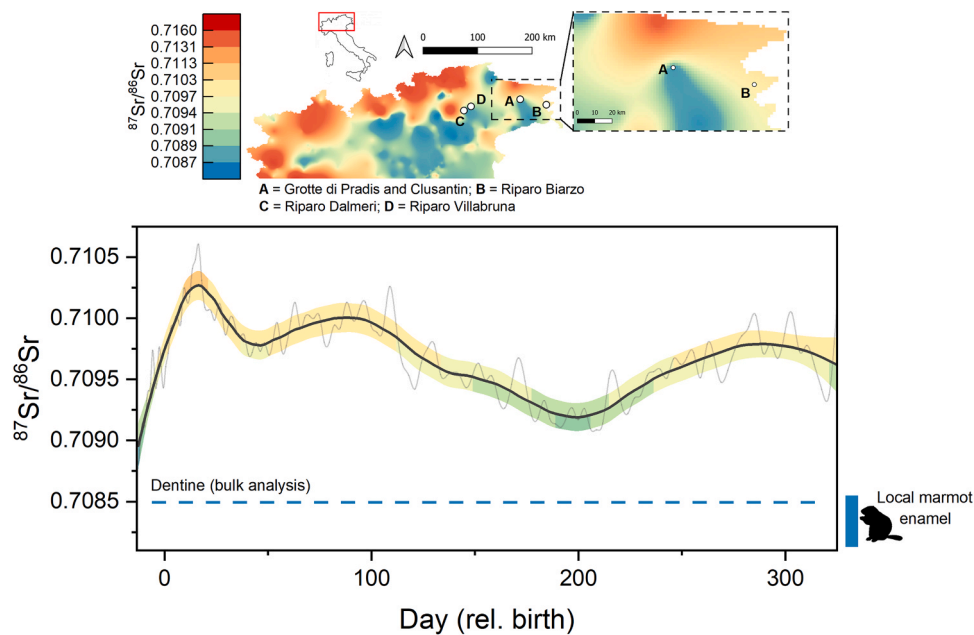 ⁸⁷Sr/⁸⁶Sr
0.7160
0.7131
0.7113
0.7103
0.7097
0.7094
0.7091
0.7089
0.7087
0 100 200 km
A
B
C
D
A
B
0 10 20 km
A = Grotte di Pradis and Clusantin; B = Riparo Biarzo
C = Riparo Dalmeri; D = Riparo Villabruna
⁸⁷Sr/⁸⁶Sr
0.7105
0.7100
0.7095
0.7090
0.7085
Dentine (bulk analysis)
Local marmot
enamel
0 100 200 300
Day (rel. birth)